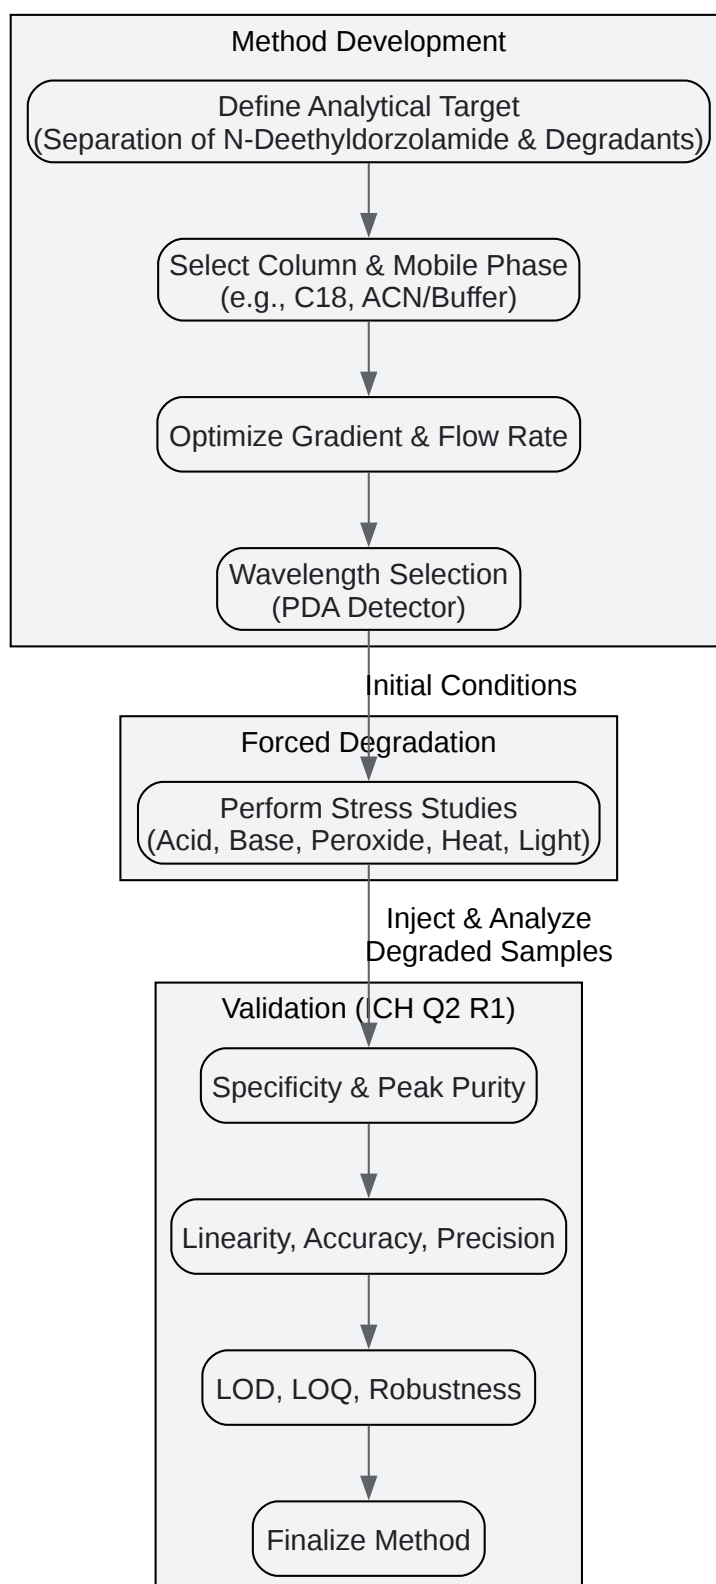 Method Development
Define Analytical Target
(Separation of N-Deethyldorzolamide & Degradants)
Select Column & Mobile Phase
(e.g., C18, ACN/Buffer)
Optimize Gradient & Flow Rate
Wavelength Selection
(PDA Detector)
Initial Conditions
Forced Degradation
Perform Stress Studies
(Acid, Base, Peroxide, Heat, Light)
Inject & Analyze
Degraded Samples
Validation (ICH Q2 R1)
Specificity & Peak Purity
Linearity, Accuracy, Precision
LOD, LOQ, Robustness
Finalize Method